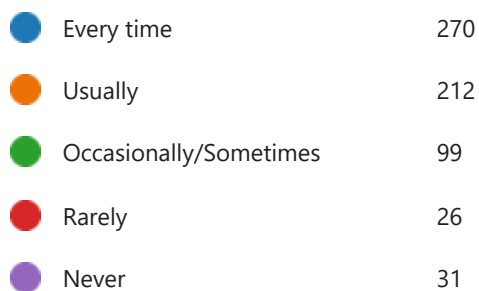 Every time 270
Usually 212
Occasionally/Sometimes 99
Rarely 26
Never 31